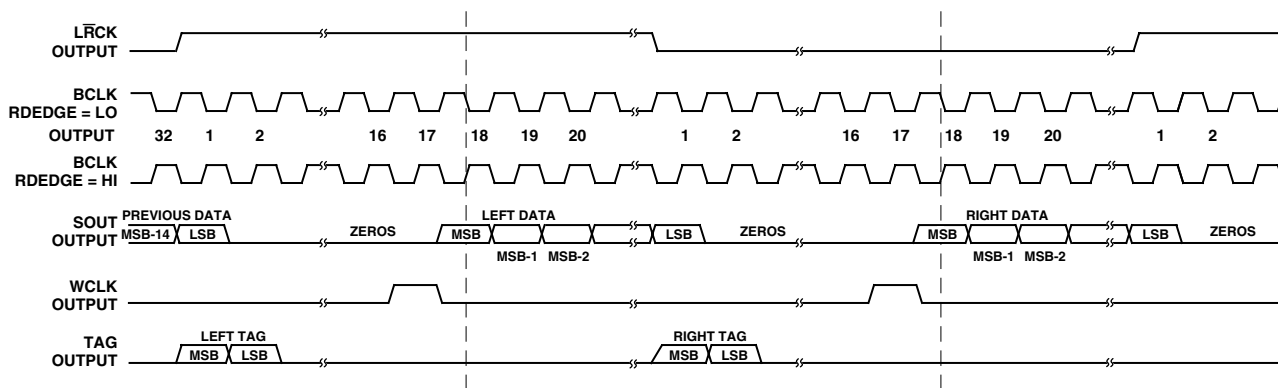 LR̅CK
OUTPUT
BCLK
RDEDGE = LO
OUTPUT 32 1 2 16 17 18 19 20 1 2 16 17 18 19 20 1 2
BCLK
RDEDGE = HI
SOUT
OUTPUT
PREVIOUS DATA LEFT DATA RIGHT DATA
MSB-14 LSB ZEROS MSB LSB ZEROS MSB LSB ZEROS
MSB-1 MSB-2 MSB-1 MSB-2
WCLK
OUTPUT
TAG
OUTPUT
LEFT TAG RIGHT TAG
MSB LSB MSB LSB